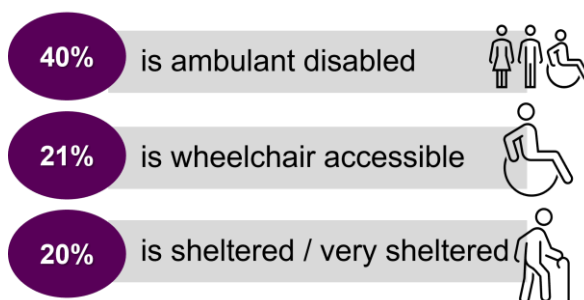 40% is ambulant disabled
21% is wheelchair accessible
20% is sheltered / very sheltered